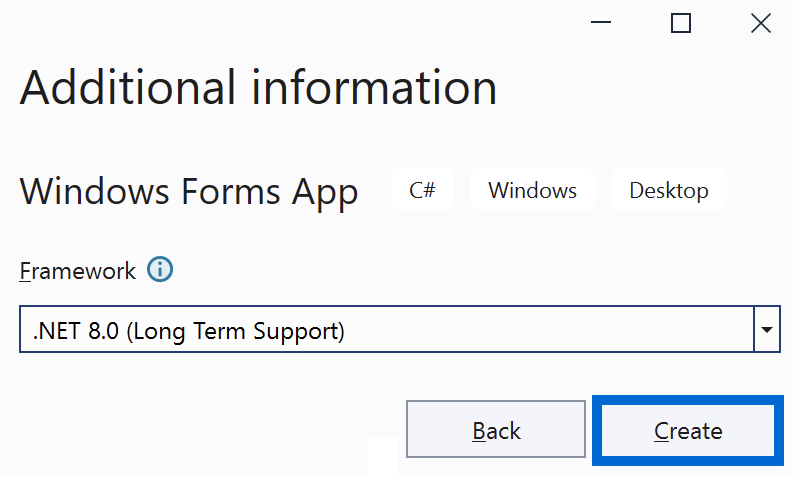 Additional information
Windows Forms App C# Windows Desktop
Framework
.NET 8.0 (Long Term Support)
Back Create